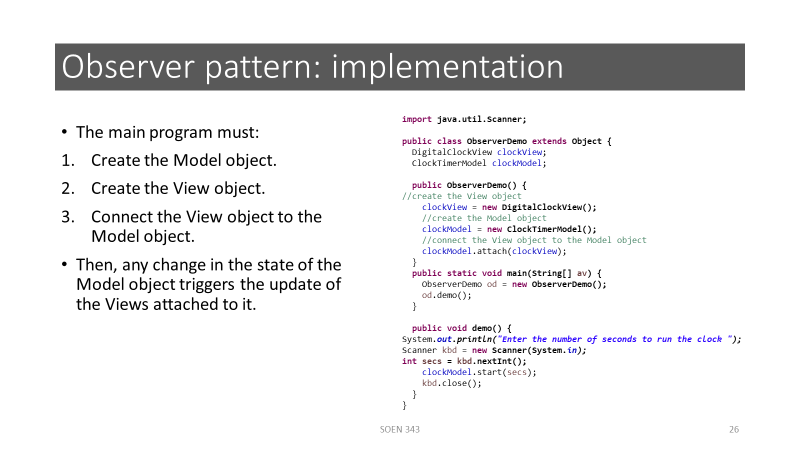 Observer pattern: implementation
• The main program must:
1. Create the Model object.
2. Create the View object.
3. Connect the View object to the
Model object.
• Then, any change in the state of the
Model object triggers the update of
the Views attached to it.
import java.util.Scanner;
public class ObserverDemo extends Object {
DigitalClockView clockView;
ClockTimerModel clockModel;
public ObserverDemo() {
//create the View object
clockView = new DigitalClockView();
//create the Model object
clockModel = new ClockTimerModel();
//connect the View object to the Model object
clockModel.attach(clockView);
}
public static void main(String[] av) {
ObserverDemo od = new ObserverDemo();
od.demo();
}
public void demo() {
System.out.println("Enter the number of seconds to run the clock ");
Scanner kbd = new Scanner(System.in);
int secs = kbd.nextInt();
clockModel.start(secs);
kbd.close();
}
}
SOEN 343
26